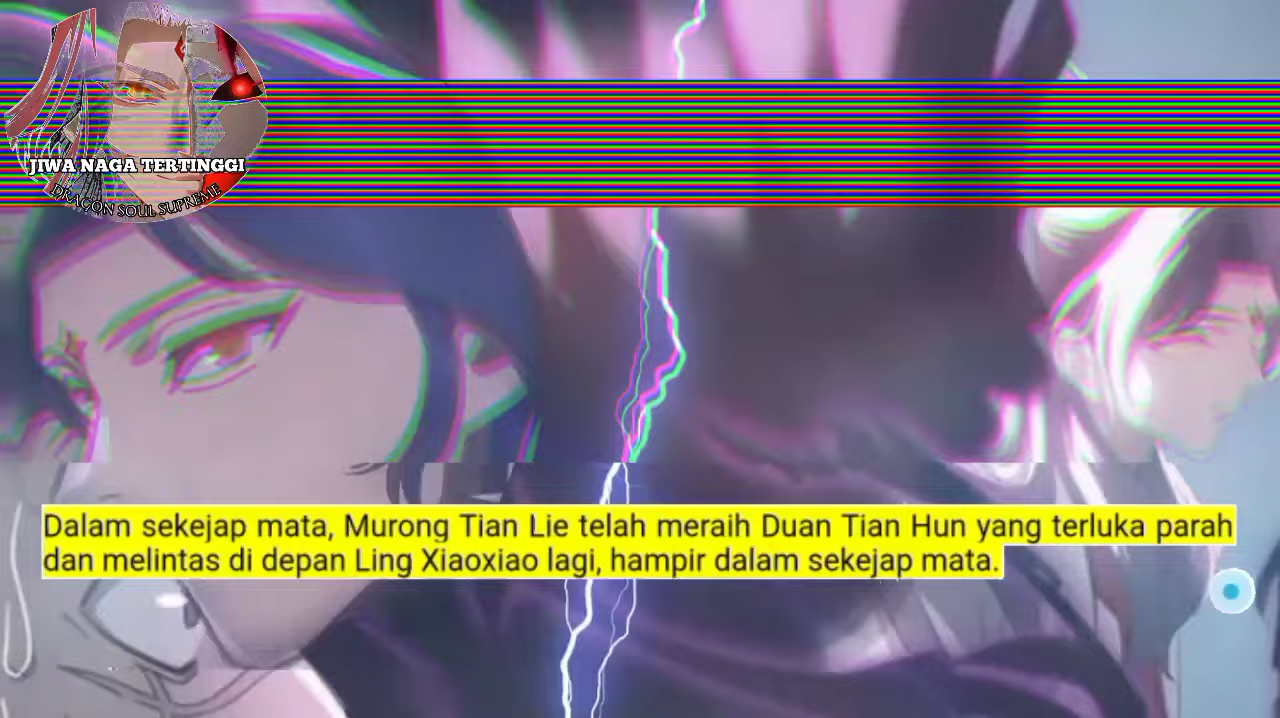 JIWA NAGA TERTINGGI
DRAGON SOUL SUPREME
Dalam sekejap mata, Murong Tian Lie telah meraih Duan Tian Hun yang terluka parah
dan melintas di depan Ling Xiaoxiao lagi, hampir dalam sekejap mata.